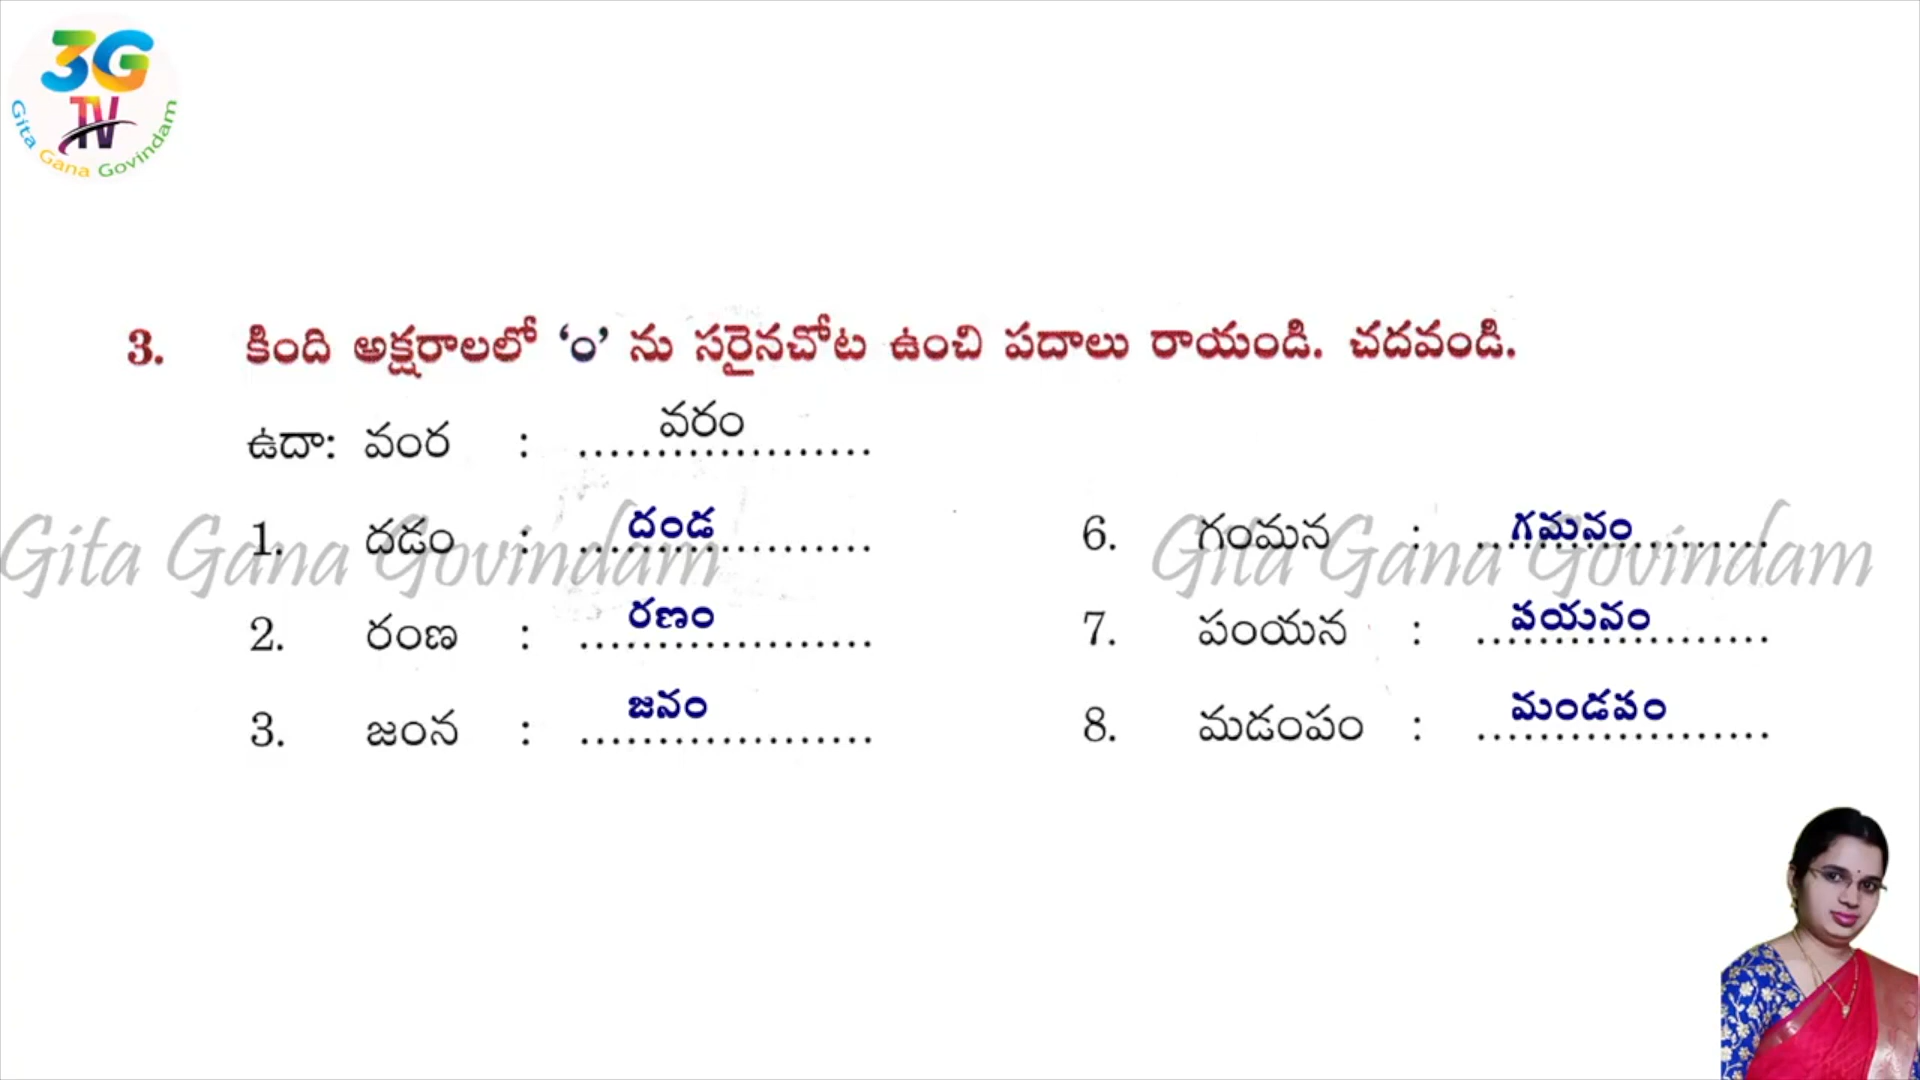 3G
TV
Gita Gana Govindam
3. కింది అక్షరాలలో ‘ం’ ను సరైనచోట ఉంచి పదాలు రాయండి. చదవండి.
ఉదా: వంర : వరం
1. దడం : దండ
2. రంణ : రణం
3. జంన : జనం
6. గంమన : గమనం
7. పంయన : పయనం
8. మడంపం : మండపం
Gita Gana Govindam
Gita Gana Govindam